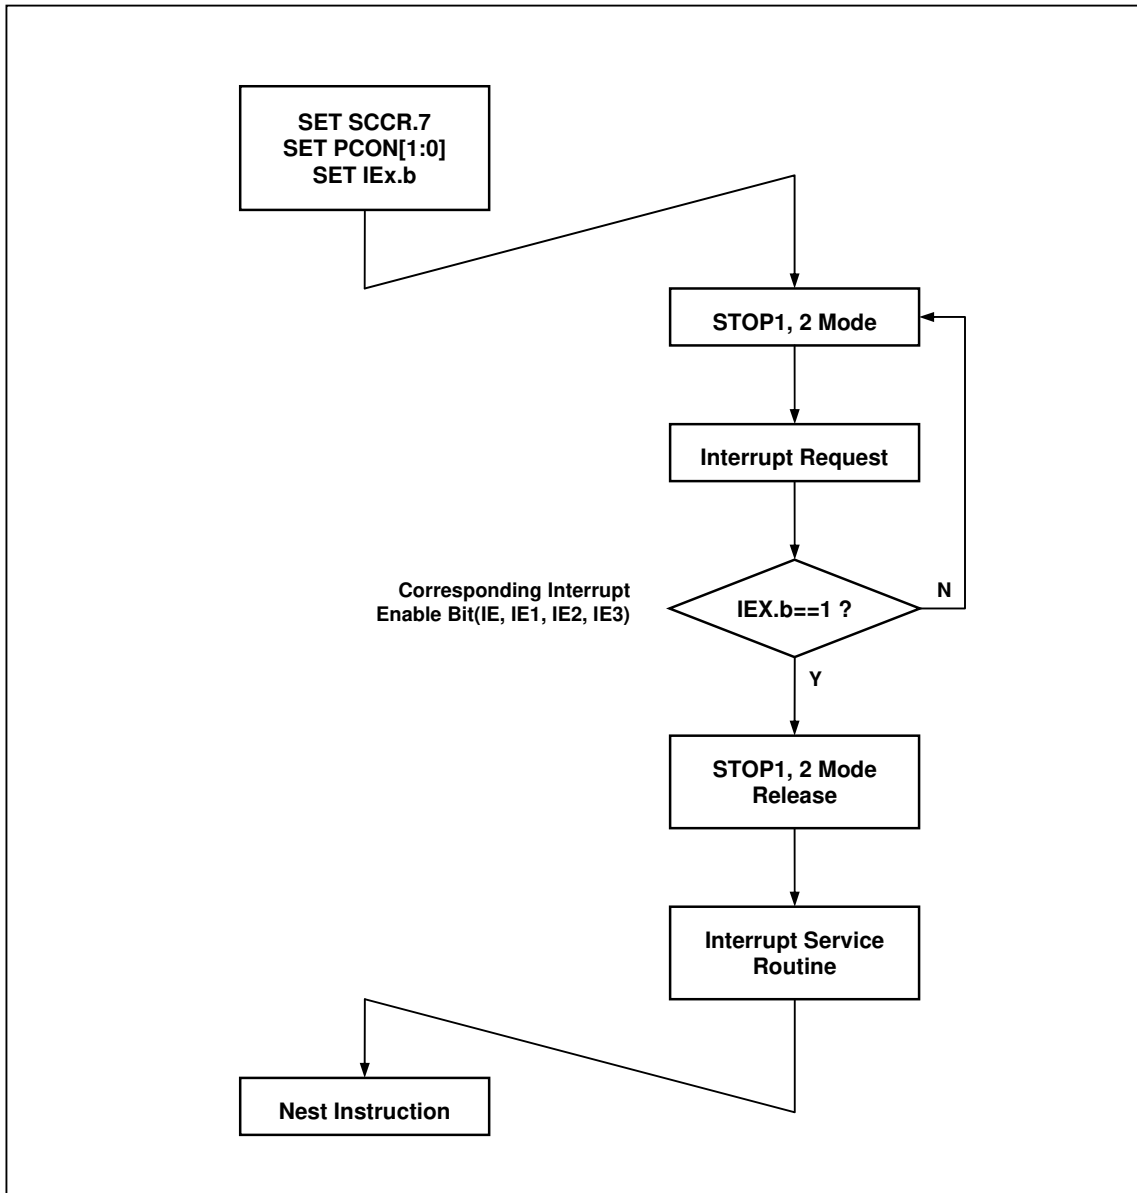 SET SCCR.7
SET PCON[1:0]
SET IEx.b
STOP1, 2 Mode
Interrupt Request
Corresponding Interrupt
Enable Bit(IE, IE1, IE2, IE3)
IEX.b==1 ?
N
Y
STOP1, 2 Mode
Release
Interrupt Service
Routine
Nest Instruction